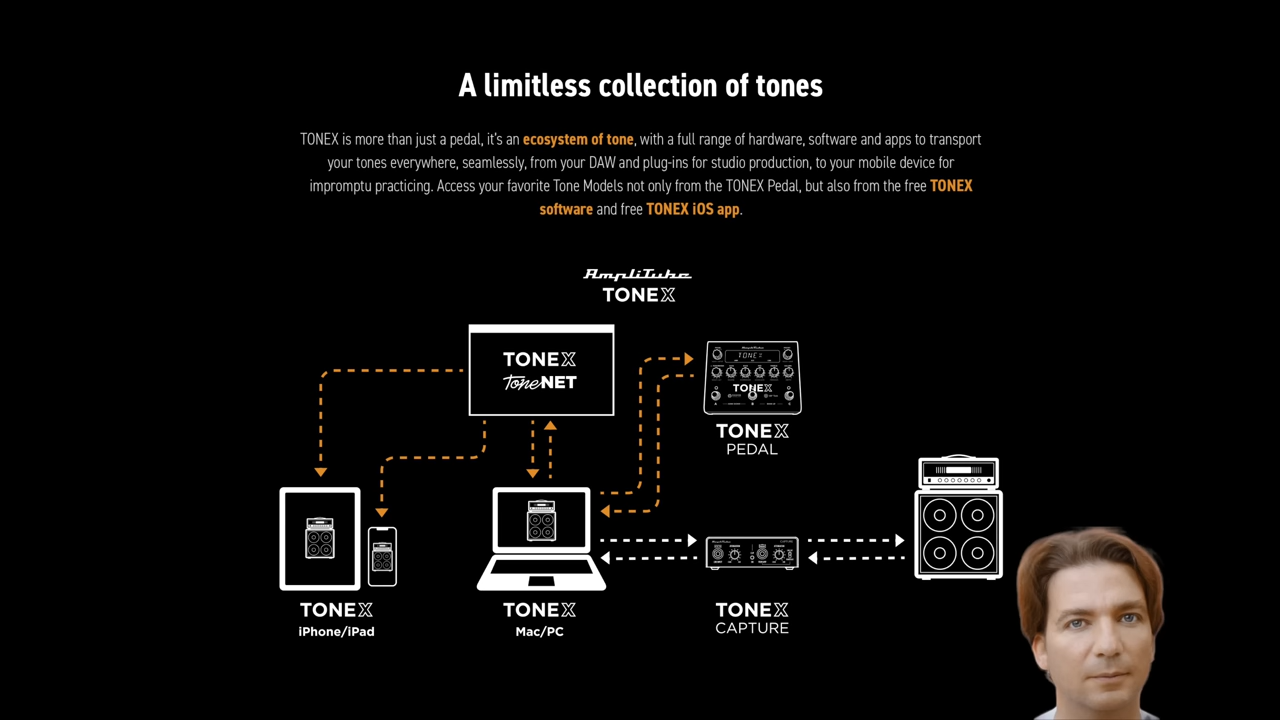 A limitless collection of tones
TONEX is more than just a pedal, it's an ecosystem of tone, with a full range of hardware, software and apps to transport
your tones everywhere, seamlessly, from your DAW and plug-ins for studio production, to your mobile device for
impromptu practicing. Access your favorite Tone Models not only from the TONEX Pedal, but also from the free TONEX
software and free TONEX iOS app.
AmpliTube
TONEX
TONEX
ToneNET
TONEX
TONEX
TONEX
PEDAL
TONEX
iPhone/iPad
TONEX
Mac/PC
TONEX
CAPTURE